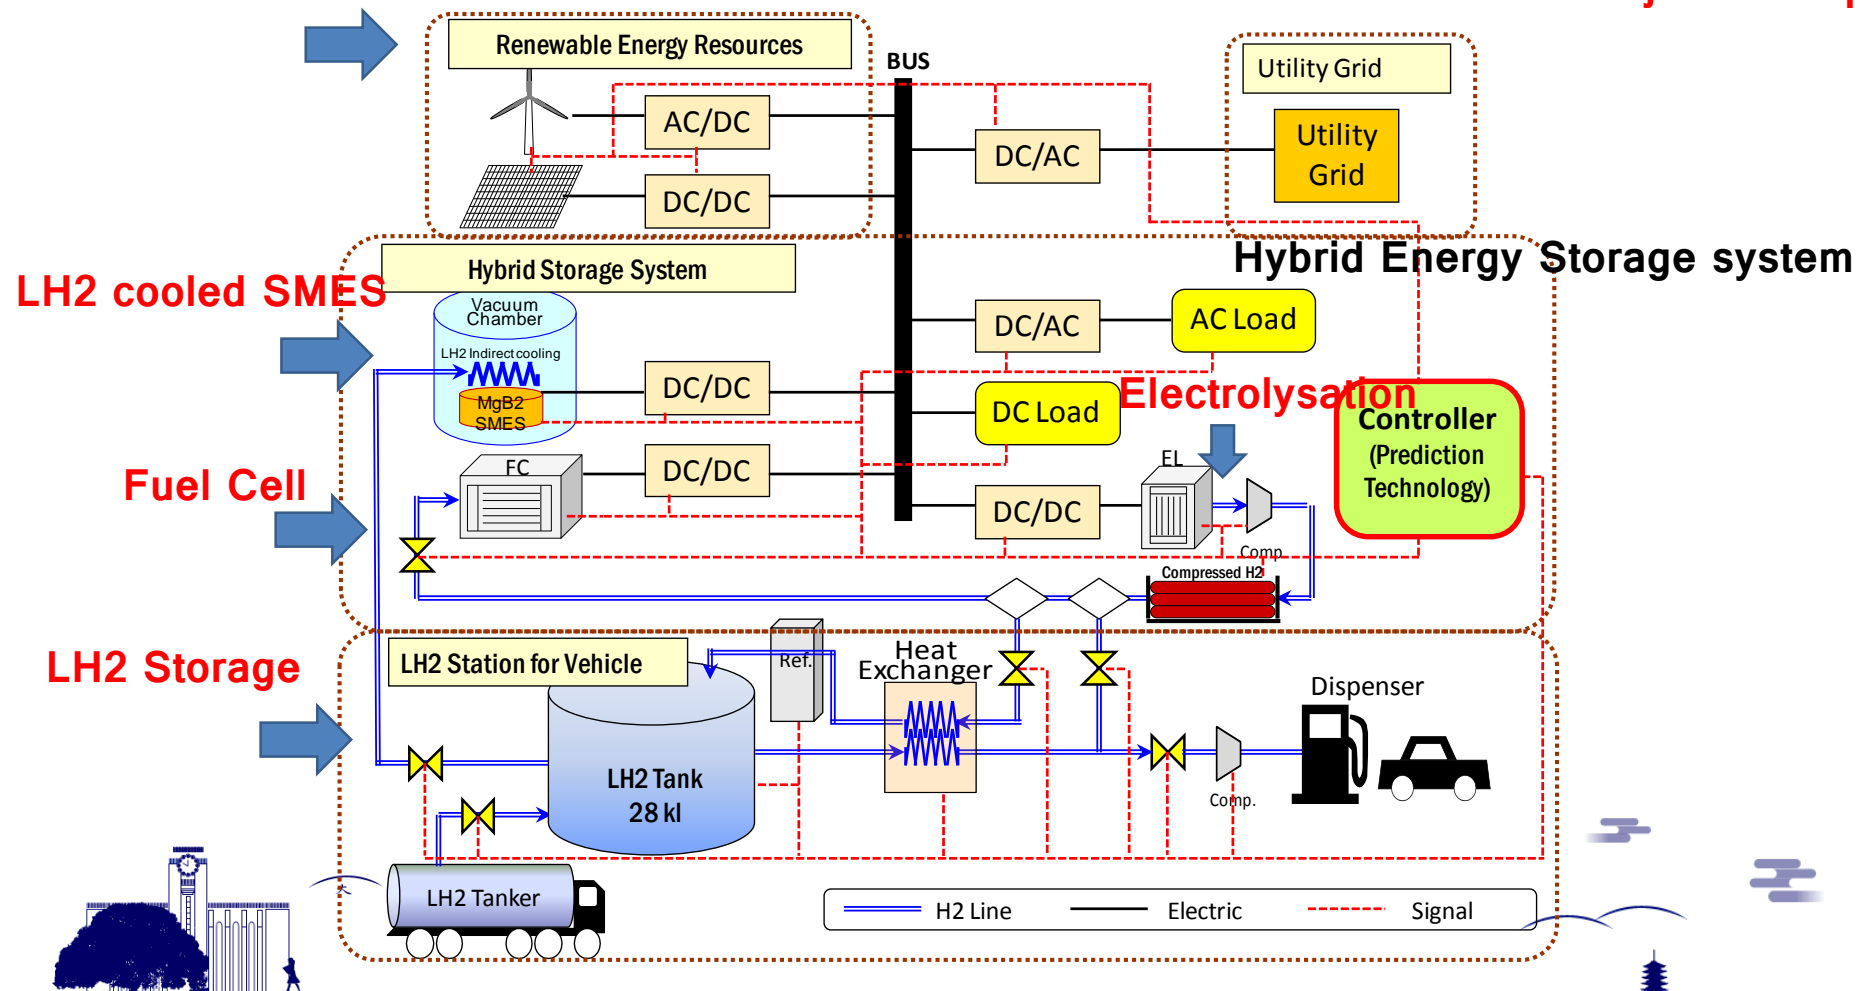 Renewable Energy Resources
BUS
Utility Grid
AC/DC
DC/AC
Utility
Grid
DC/DC
Hybrid Energy Storage system
Hybrid Storage System
LH2 cooled SMES
Vacuum
Chamber
DC/AC
AC Load
LH2 Indirect cooling
DC/DC
MgB2
SMES
DC Load
Electrolysation
Controller
(Prediction
Technology)
Fuel Cell
FC
DC/DC
EL
DC/DC
Comp.
Compressed H2
LH2 Storage
LH2 Station for Vehicle
Ref.
Heat
Exchanger
Dispenser
LH2 Tank
28 kl
Comp.
LH2 Tanker
H2 Line
Electric
Signal